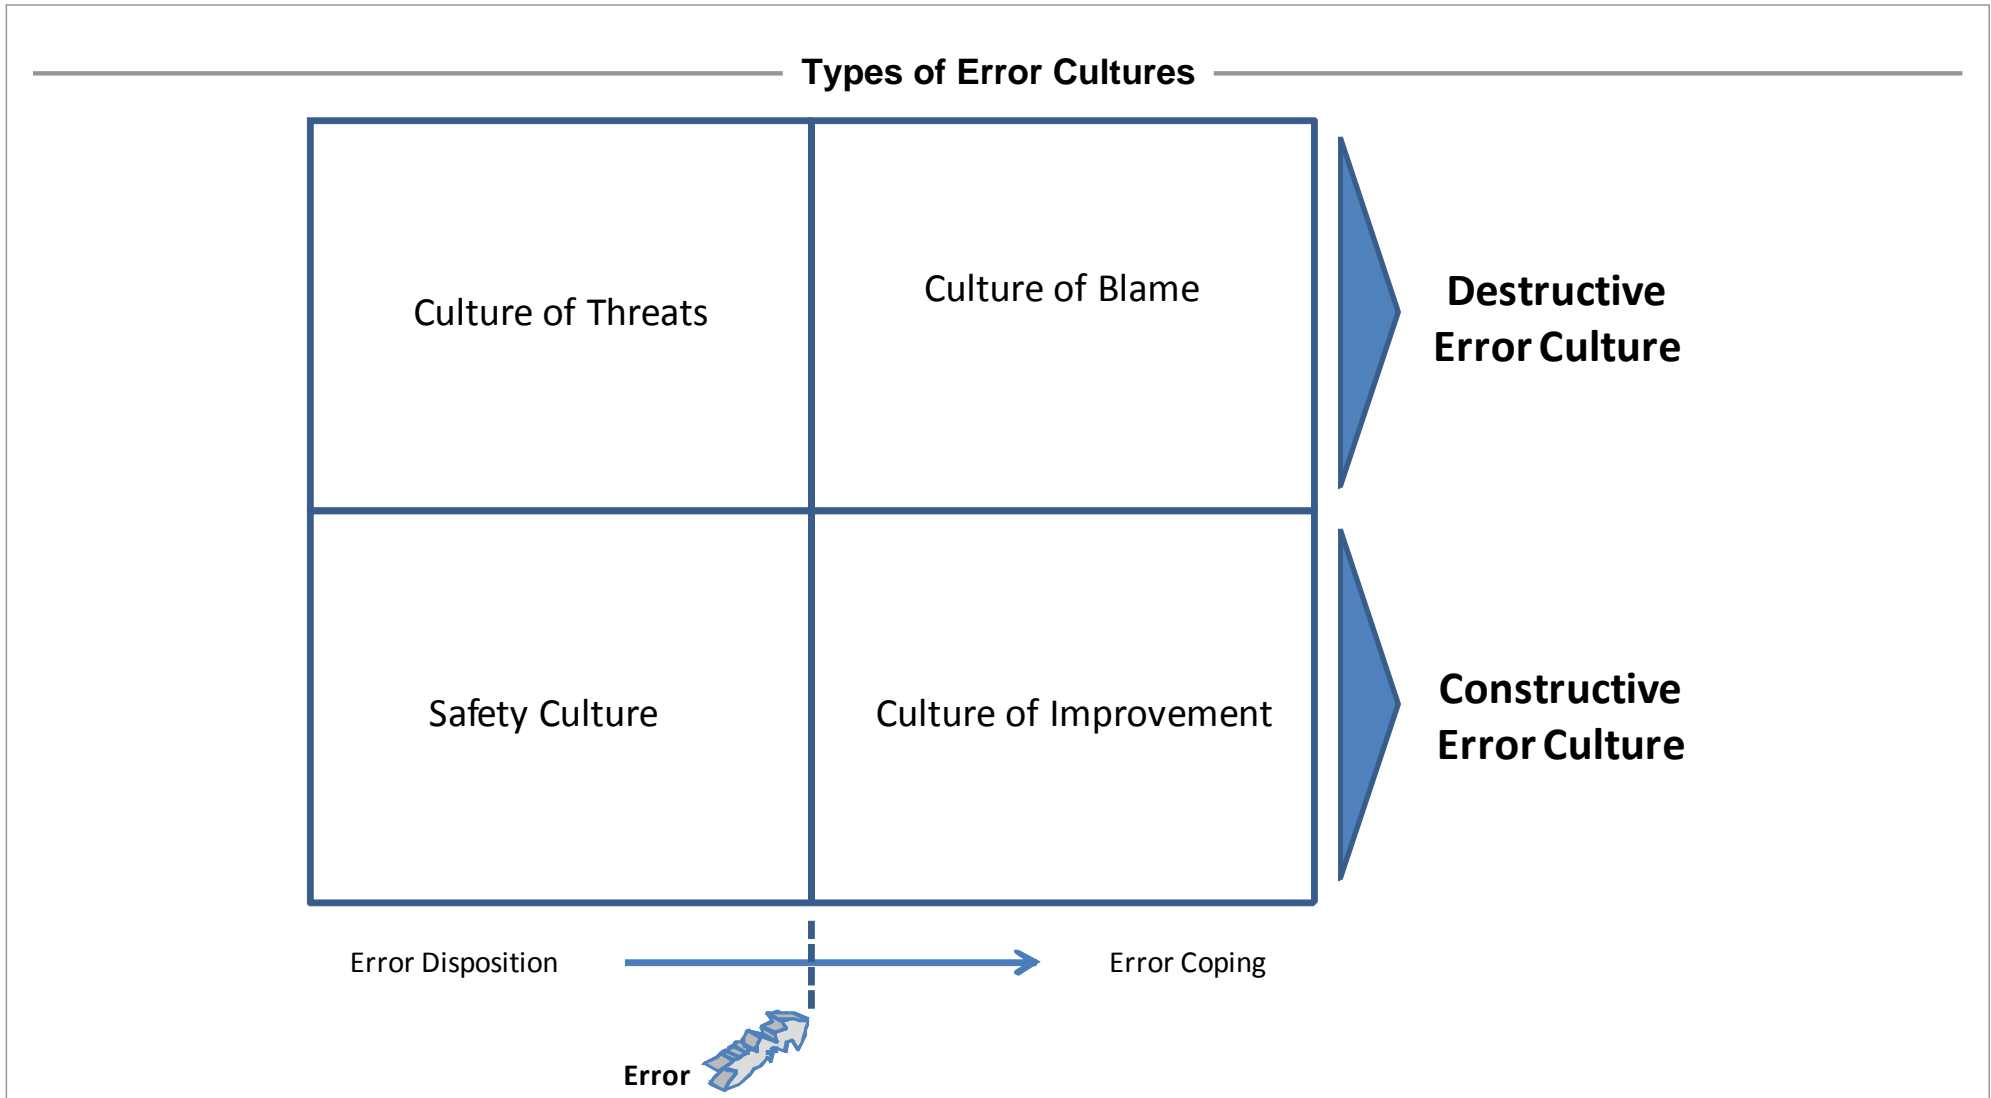 Types of Error Cultures
Culture of Threats
Culture of Blame
Destructive
Error Culture
Safety Culture
Culture of Improvement
Constructive
Error Culture
Error Disposition
Error Coping
Error